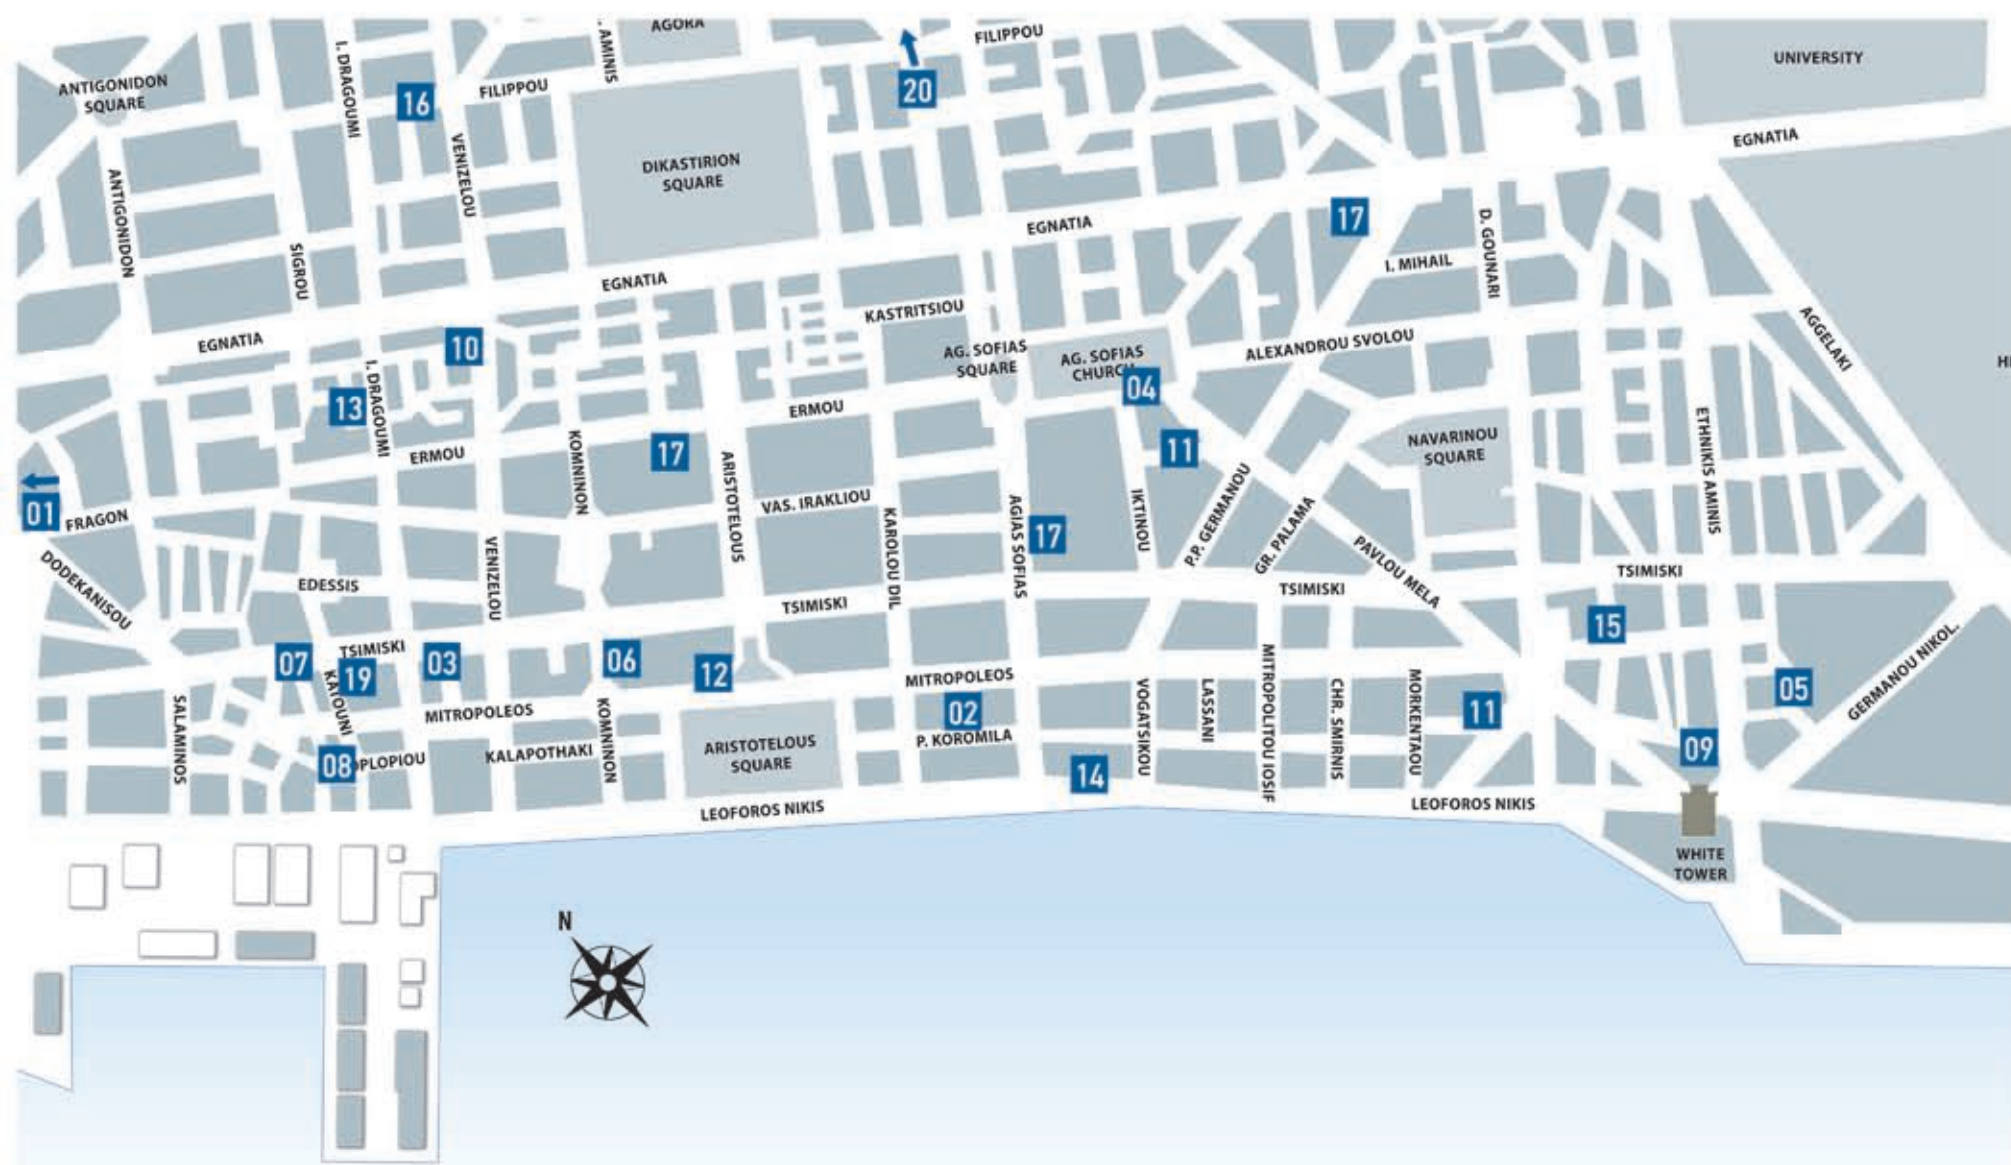 AGORA
FILIPPOU
UNIVERSITY
ANTIGONIDON
SQUARE
I. DRAGOUMI
16
FILIPPOU
. AMINIS
20
EGNATIA
VENIZELOU
DIKASTIRION
SQUARE
ANTIGONIDON
SIGROU
EGNATIA
17
D. GOUNARI
I. MIHAIL
EGNATIA
KASTRITSIOU
EGNATIA
10
AG. SOFIAS
SQUARE
AG. SOFIAS
CHURCH
04
ALEXANDROU SVOLOU
AGGELAKI
H
13
I. DRAGOUMI
ERMOU
ERMOU
KOMNINON
17
ARISTOTELOUS
11
NAVARINOU
SQUARE
ETHNIKIS AMINIS
01
FRAGON
VAS. IRAKLIOU
KAROLOU DIL
AGIAS SOFIAS
17
IKTINOU
P.P. GERMANOU
GR. PALAMA
PAVLOU MELA
DODEKANISOU
EDESSIS
VENIZELOU
TSIMISKI
TSIMISKI
TSIMISKI
15
07
TSIMISKI
19
03
06
12
MITROPOLEOS
05
GERMANOU NIKOL.
SALAMINOS
KATOUNI
MITROPOLEOS
KOMNINON
02
P. KOROMILA
VOGATSIKOU
LASSANI
MITROPOLITOU IOSIF
CHR. SMIRNIS
MORKENTAOU
11
09
08
OPLOPIOU
KALAPOTHAKI
ARISTOTELOUS
SQUARE
14
LEOFOROS NIKIS
LEOFOROS NIKIS
WHITE
TOWER
N